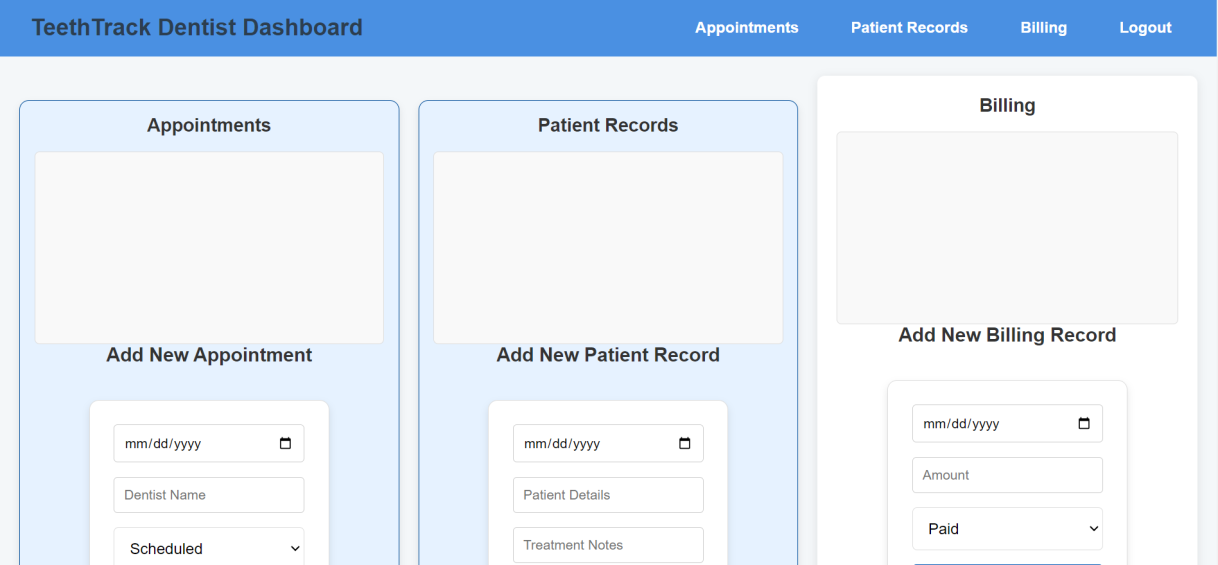 TeethTrack Dentist Dashboard
Appointments
Patient Records
Billing
Logout
Appointments
Add New Appointment
mm/dd/yyyy
Dentist Name
Scheduled
Patient Records
Add New Patient Record
mm/dd/yyyy
Patient Details
Treatment Notes
Billing
Add New Billing Record
mm/dd/yyyy
Amount
Paid